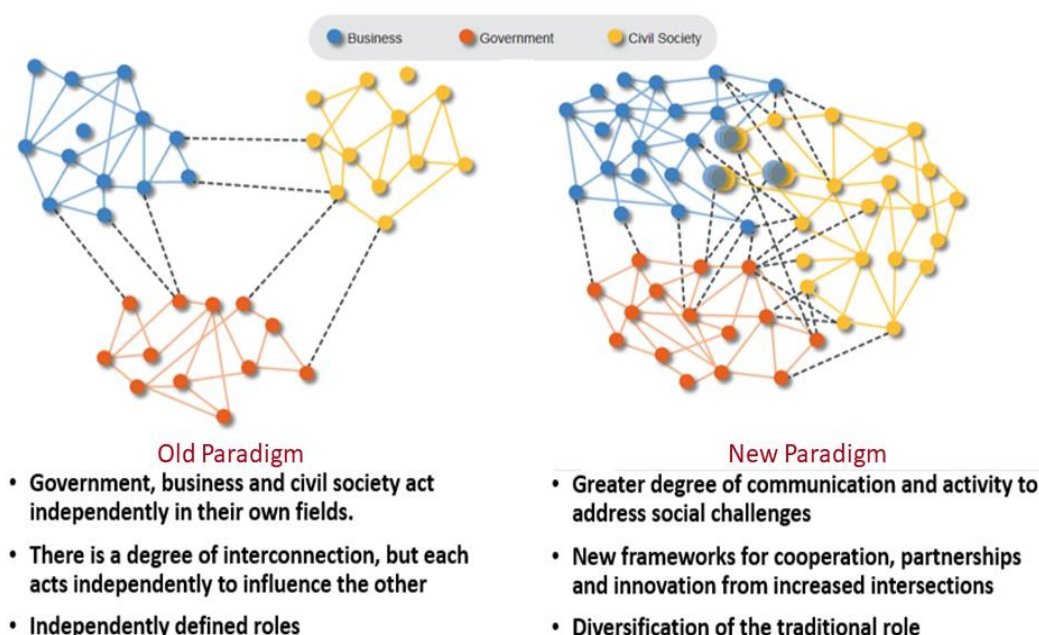 Business Government Civil Society
Old Paradigm
• Government, business and civil society act
independently in their own fields.
• There is a degree of interconnection, but each
acts independently to influence the other
• Independently defined roles
New Paradigm
• Greater degree of communication and activity to
address social challenges
• New frameworks for cooperation, partnerships
and innovation from increased intersections
• Diversification of the traditional role